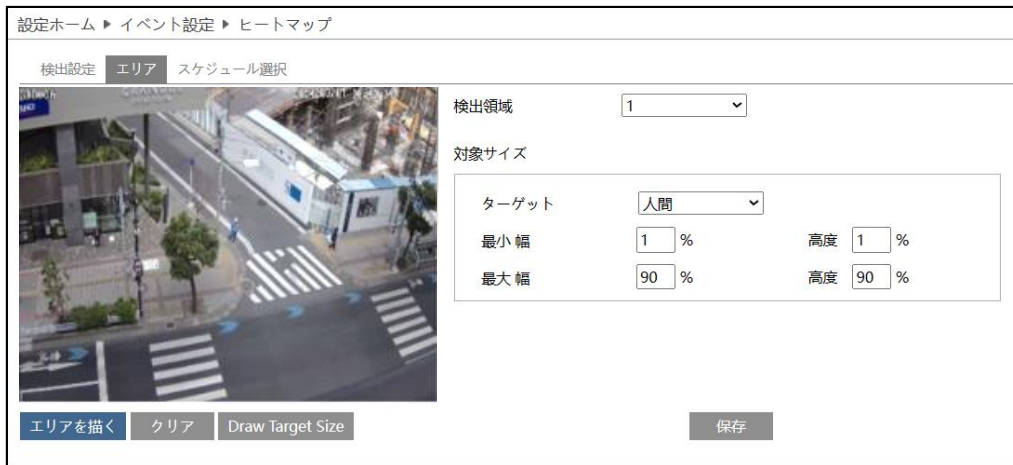 設定ホーム ▶ イベント設定 ▶ ヒートマップ
検出設定 エリア スケジュール選択
検出領域 1
対象サイズ
ターゲット 人間
最小 幅 1 % 高度 1 %
最大 幅 90 % 高度 90 %
エリアを描く クリア Draw Target Size 保存